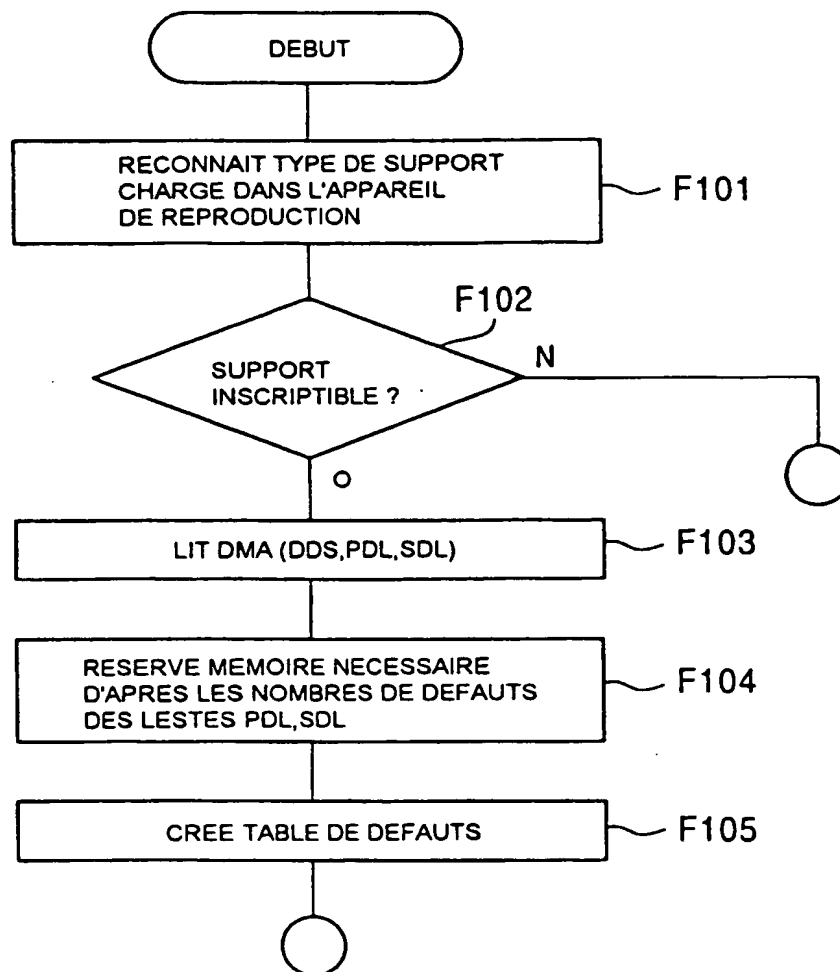 DEBUT
RECONNAIT TYPE DE SUPPORT
CHARGE DANS L'APPAREIL
DE REPRODUCTION
F101
F102
SUPPORT
INSCRIPTIBLE ?
N
O
LIT DMA (DDS,PDL,SDL)
F103
RESERVE MEMOIRE NECESSAIRE
D'APRES LES NOMBRES DE DEFAUTS
DES LESTES PDL,SDL
F104
CREE TABLE DE DEFAUTS
F105